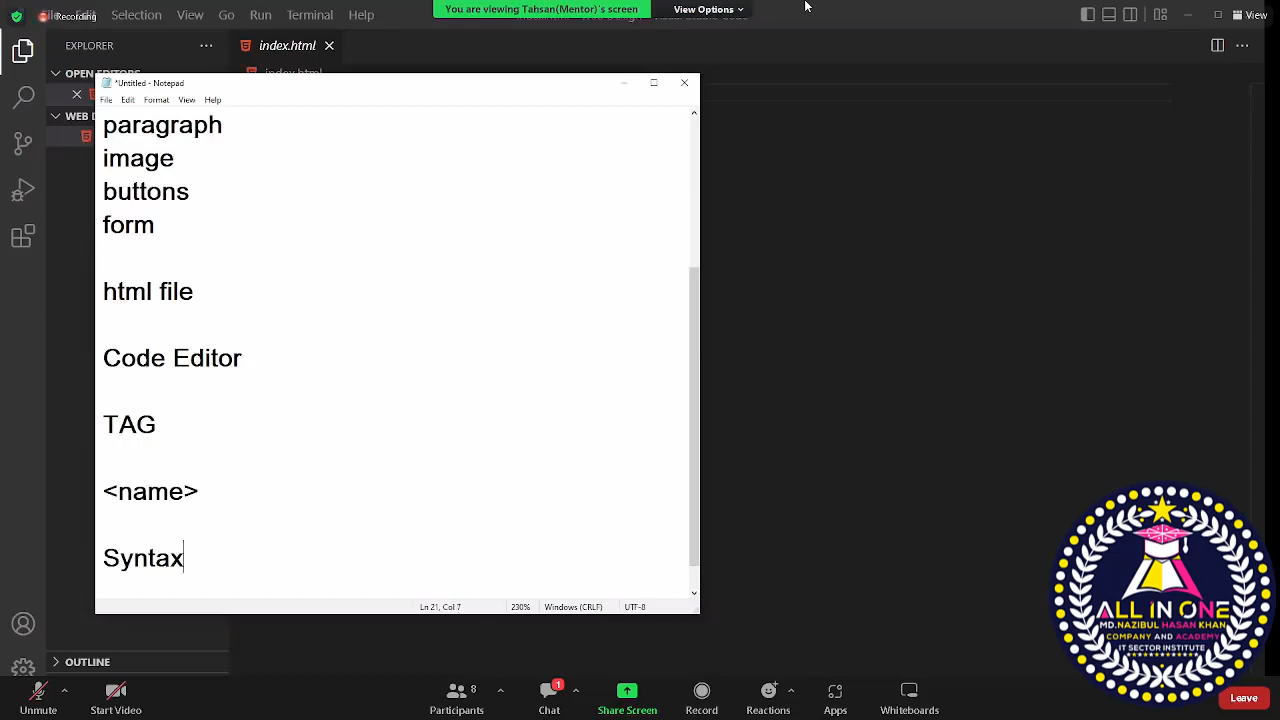 You are viewing Tahsan(Mentor)'s screen
View Options
Edit
View
Go
Run
Terminal
Help
View
EXPLORER
index.html
OPEN EDITORS
index.html
WEB D
*Untitled - Notepad
File Edit Format View Help
paragraph
image
buttons
form
html file
Code Editor
TAG
<name>
Syntax
Ln 21, Col 7
230%
Windows (CRLF)
UTF-8
OUTLINE
ALL IN ONE
MD.NAZIBUL HASAN KHAN
COMPANY AND ACADEMY
IT SECTOR INSTITUTE
Unmute
Start Video
8
Participants
1
Chat
Share Screen
Record
Reactions
Apps
Whiteboards
Leave